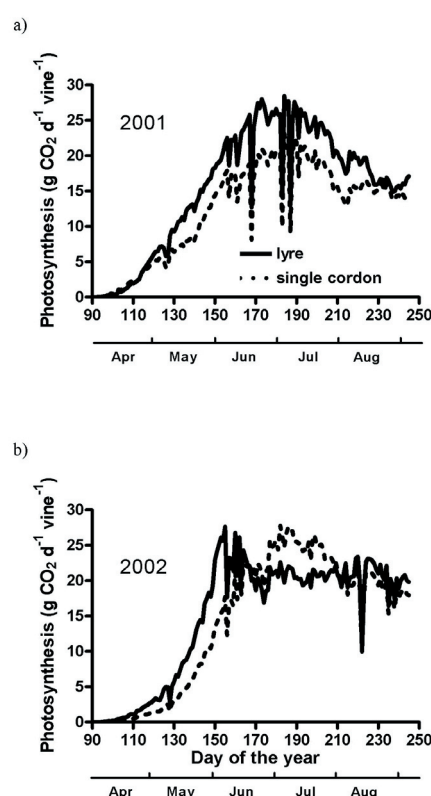 a)
Photosynthesis (g CO₂ d⁻¹ vine⁻¹)
30
25
20
15
10
5
0
2001
lyre
single cordon
90 110 130 150 170 190 210 230 250
Apr May Jun Jul Aug
b)
Photosynthesis (g CO₂ d⁻¹ vine⁻¹)
30
25
20
15
10
5
0
2002
90 110 130 150 170 190 210 230 250
Day of the year
Apr May Jun Jul Aug